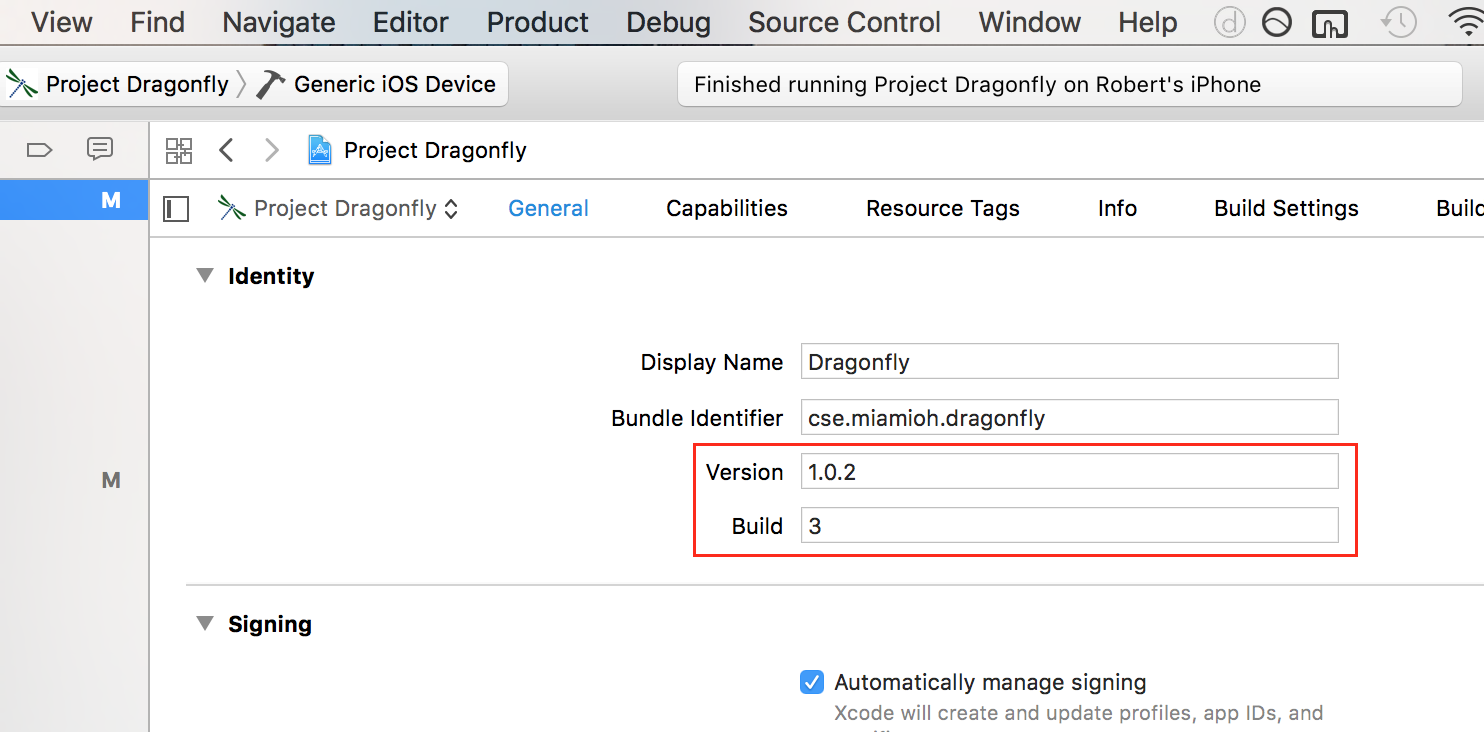 View Find Navigate Editor Product Debug Source Control Window Help
Project Dragonfly Generic iOS Device Finished running Project Dragonfly on Robert's iPhone
Project Dragonfly
M Project Dragonfly General Capabilities Resource Tags Info Build Settings Build
Identity
Display Name Dragonfly
Bundle Identifier cse.miamioh.dragonfly
Version 1.0.2
M
Build 3
Signing
Automatically manage signing
Xcode will create and update profiles, app IDs, and